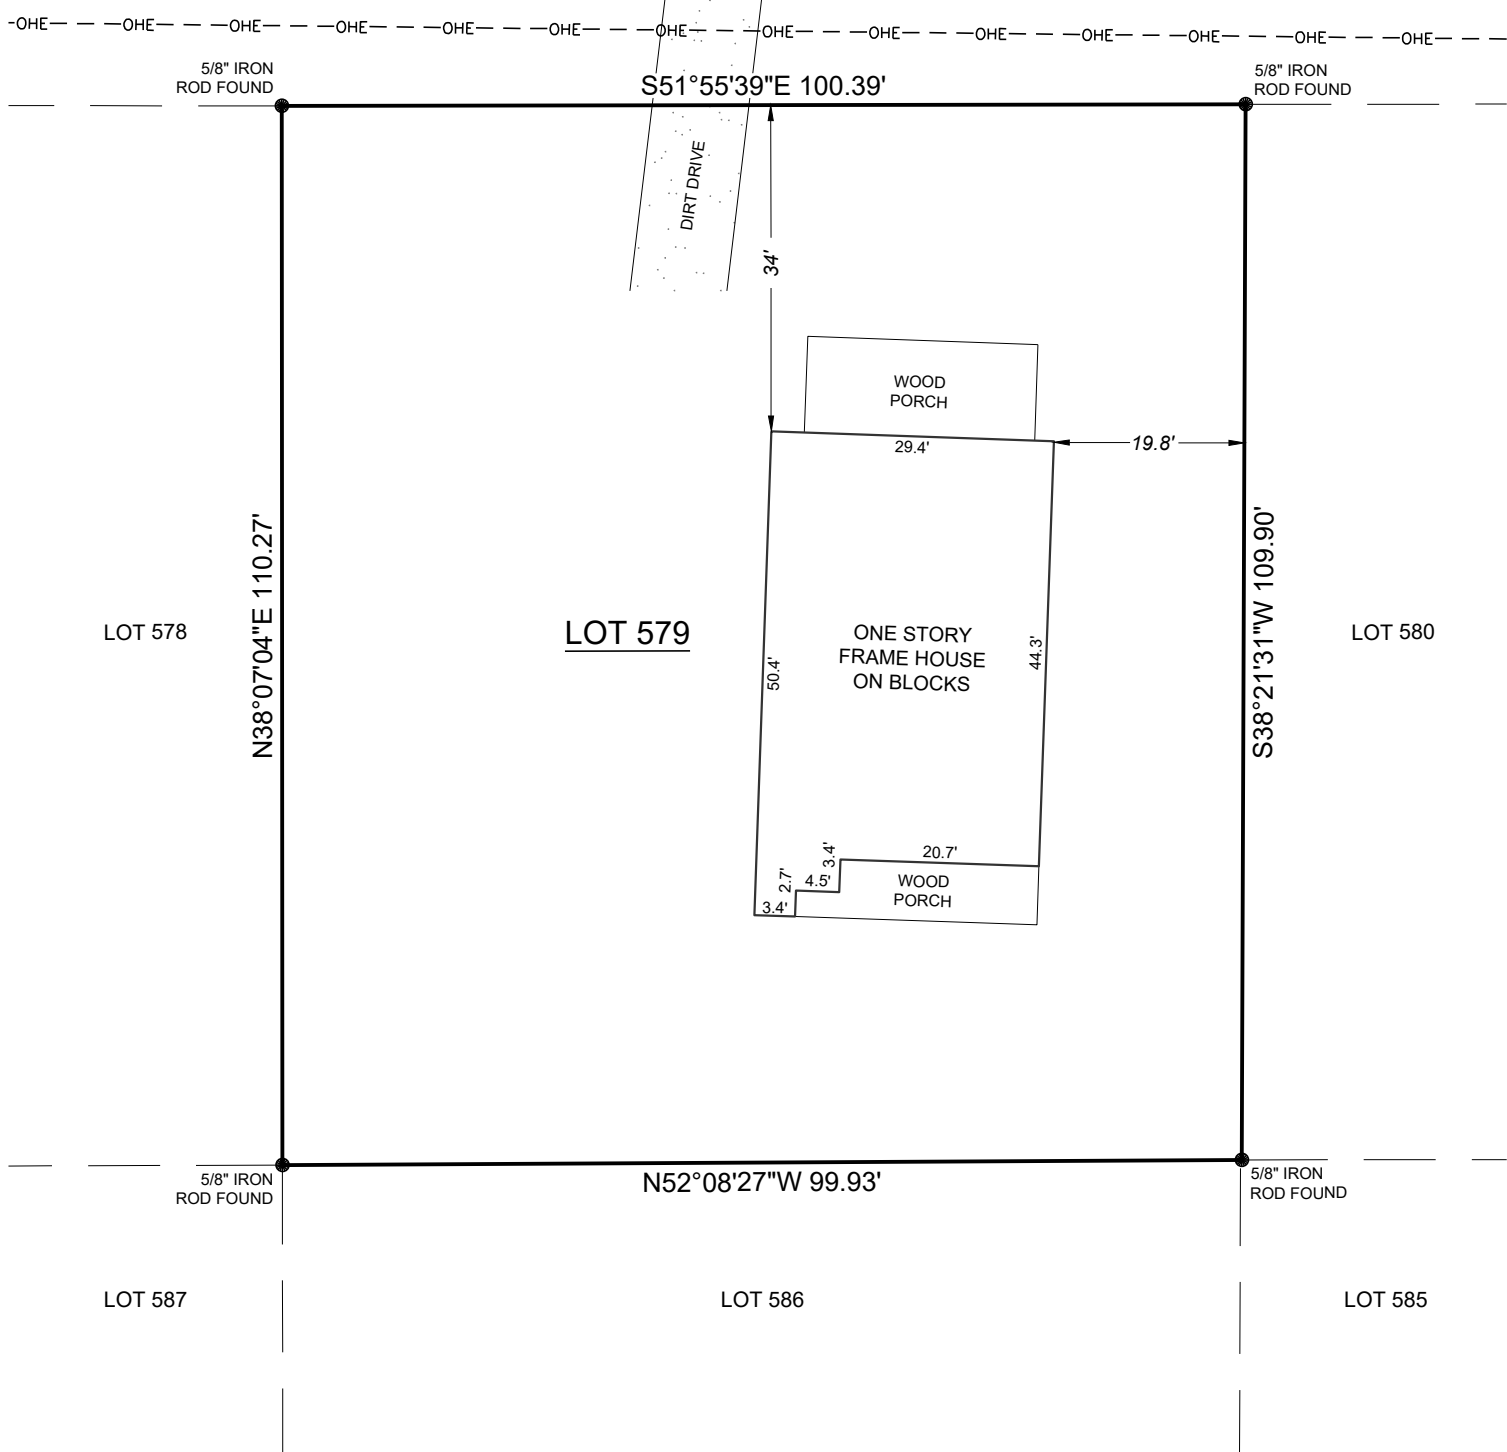 OHE OHE OHE OHE OHE OHE OHE OHE OHE OHE OHE OHE OHE OHE
5/8" IRON
ROD FOUND
S51°55'39"E 100.39'
5/8" IRON
ROD FOUND
DIRT DRIVE
34'
WOOD
PORCH
29.4'
19.8'
N38°07'04"E 110.27'
S38°21'31"W 109.90'
LOT 578
LOT 579
ONE STORY
FRAME HOUSE
ON BLOCKS
50.4'
44.3'
LOT 580
3.4'
20.7'
2.7'
4.5'
WOOD
PORCH
3.4'
5/8" IRON
ROD FOUND
N52°08'27"W 99.93'
5/8" IRON
ROD FOUND
LOT 587
LOT 586
LOT 585